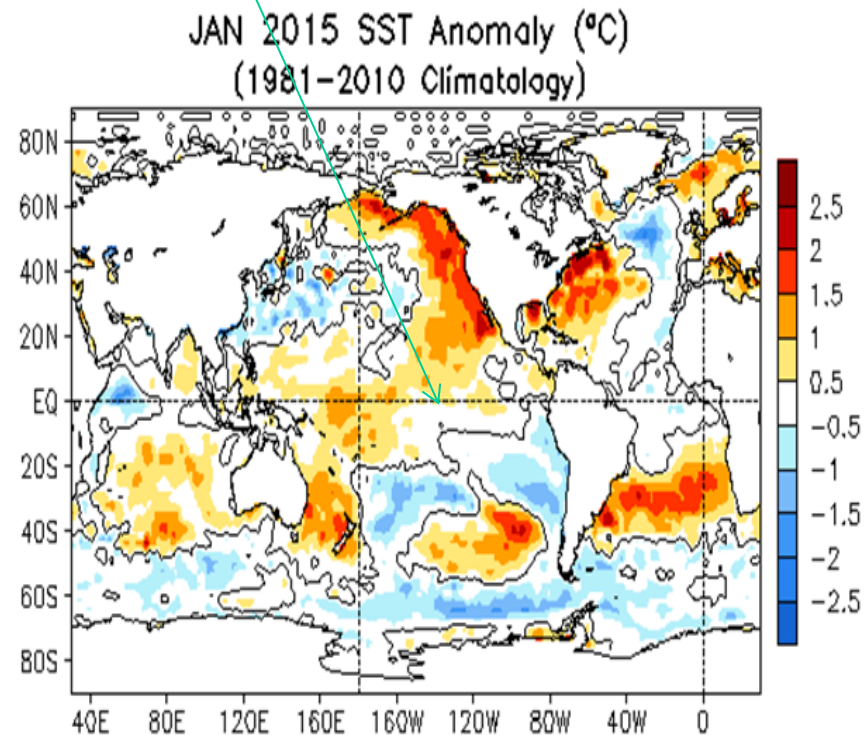 JAN 2015 SST Anomaly (ºC)
(1981-2010 Climatology)
80N
60N
40N
20N
EQ
20S
40S
60S
80S
40E 80E 120E 160E 160W 120W 80W 40W 0
2.5
2
1.5
1
0.5
-0.5
-1
-1.5
-2
-2.5